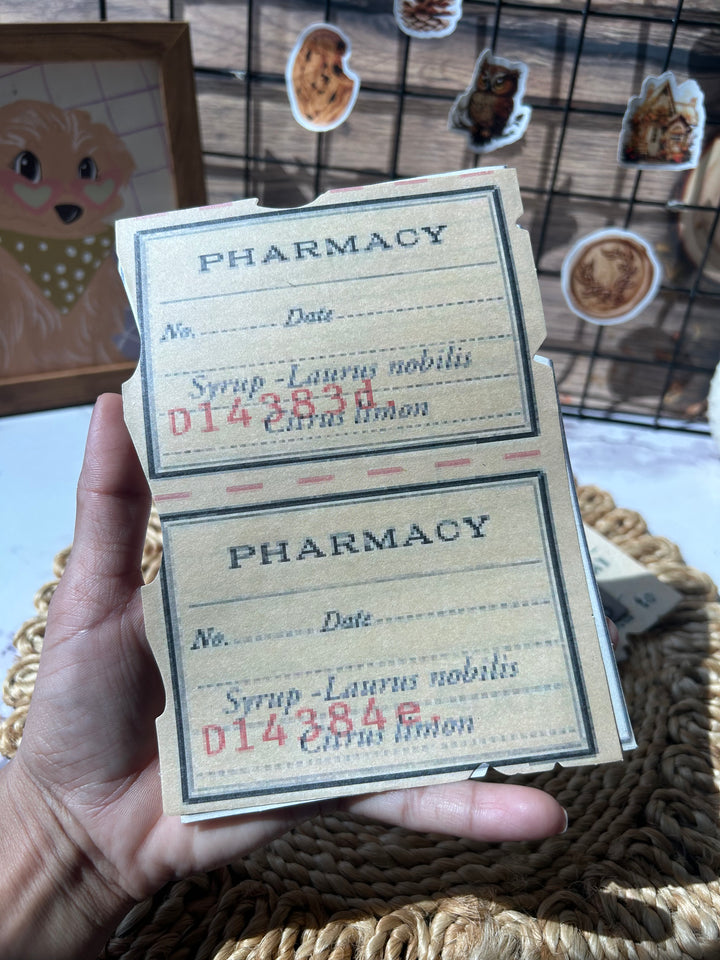 PHARMACY
No. Date
Syrup - Laurus nobilis
D14383d.
Citrus limon
PHARMACY
No. Date
Syrup - Laurus nobilis
D14384e.
Citrus limon